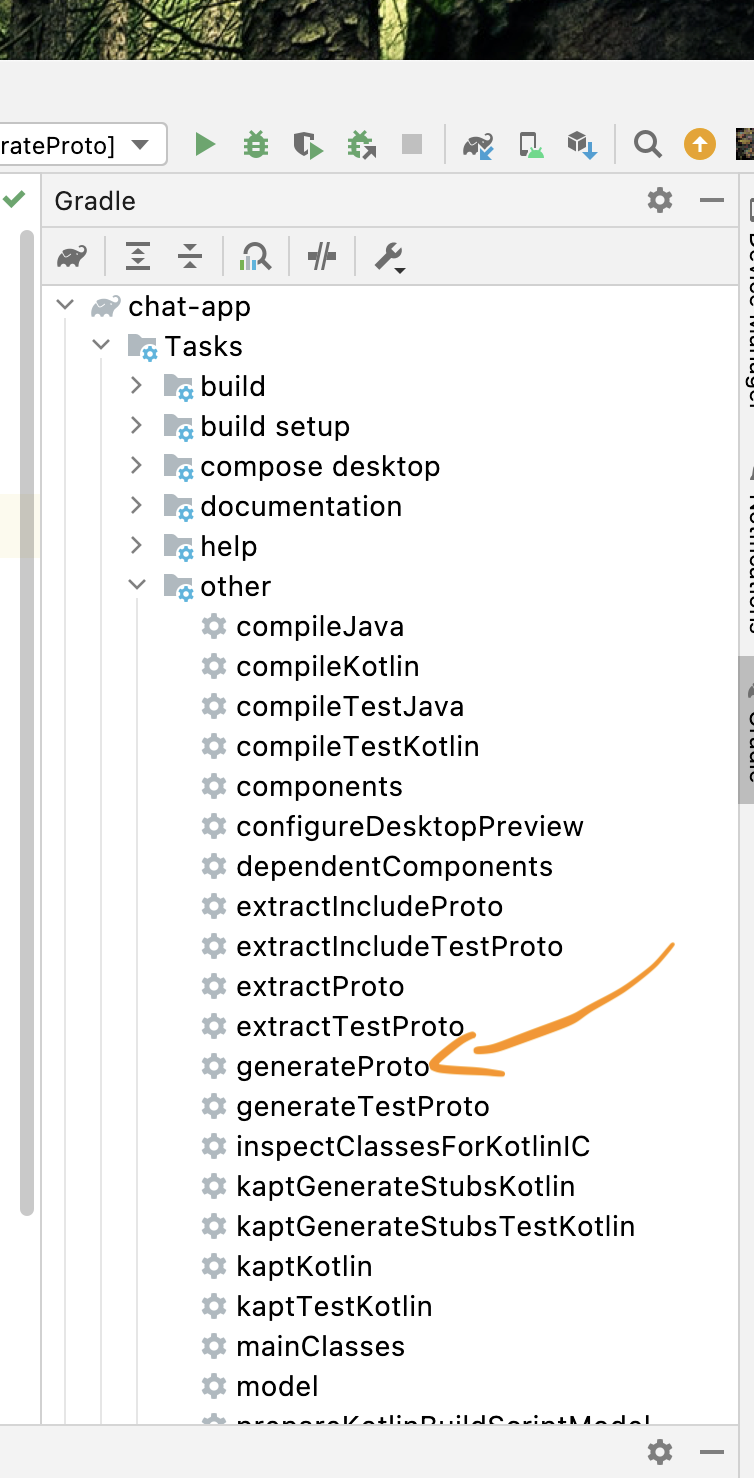 rateProto]
Gradle
chat-app
Tasks
build
build setup
compose desktop
documentation
help
other
compileJava
compileKotlin
compileTestJava
compileTestKotlin
components
configureDesktopPreview
dependentComponents
extractIncludeProto
extractIncludeTestProto
extractProto
extractTestProto
generateProto
generateTestProto
inspectClassesForKotlinIC
kaptGenerateStubsKotlin
kaptGenerateStubsTestKotlin
kaptKotlin
kaptTestKotlin
mainClasses
model
prepareKotlinBuildScriptModel
Device Manager
Notifications
Gradle